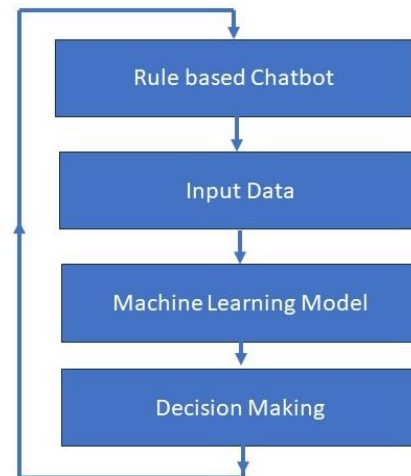 Rule based Chatbot
Input Data
Machine Learning Model
Decision Making